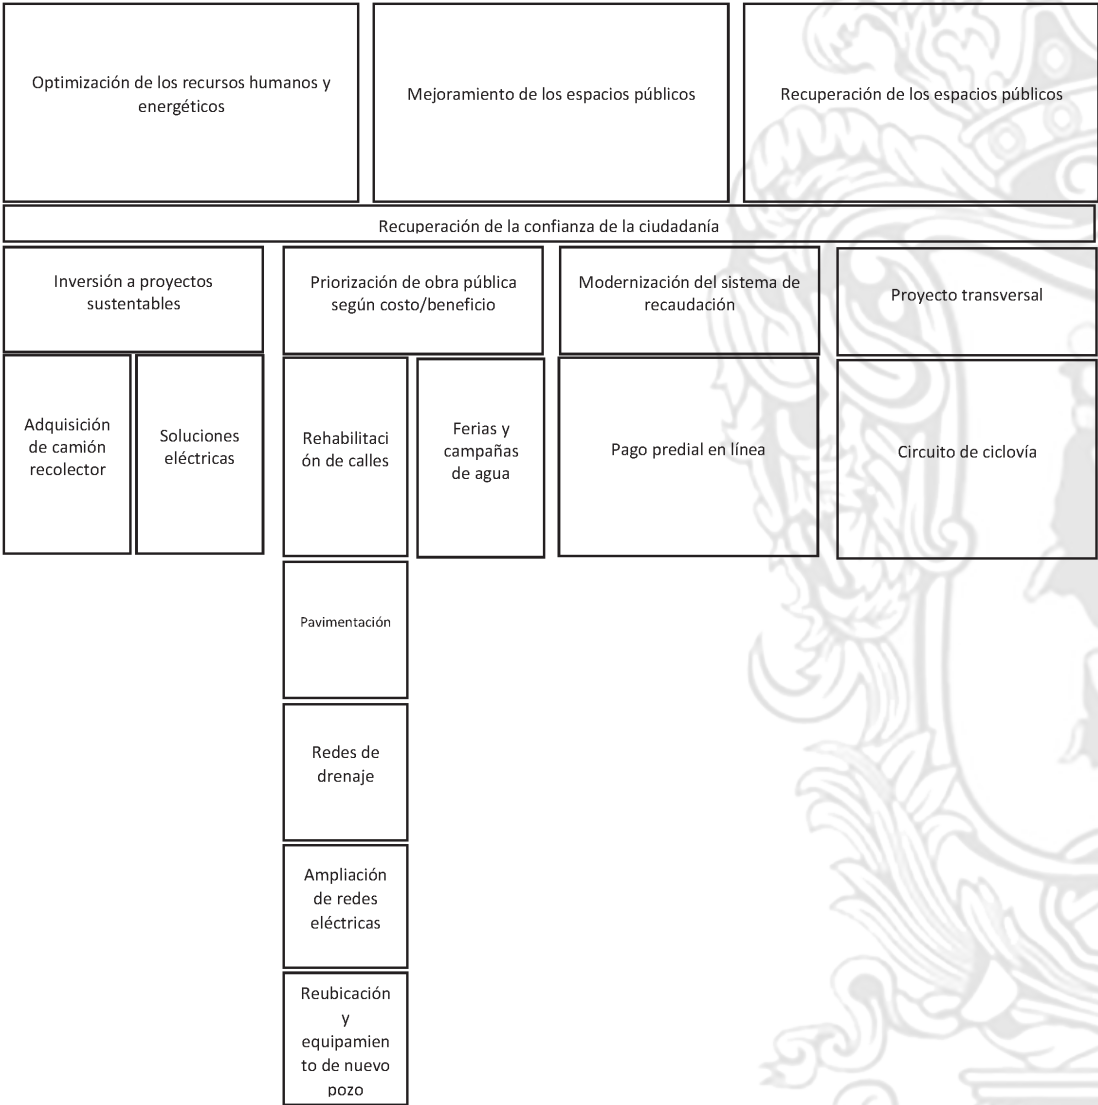 Optimización de los recursos humanos y
energéticos
Mejoramiento de los espacios públicos
Recuperación de los espacios públicos
Recuperación de la confianza de la ciudadanía
Inversión a proyectos
sustentables
Priorización de obra pública
según costo/beneficio
Modernización del sistema de
recaudación
Proyecto transversal
Adquisición
de camión
recolector
Soluciones
eléctricas
Rehabilitaci
ón de calles
Ferias y
campañas
de agua
Pago predial en línea
Circuito de ciclovía
Pavimentación
Redes de
drenaje
Ampliación
de redes
eléctricas
Reubicación
y
equipamien
to de nuevo
pozo